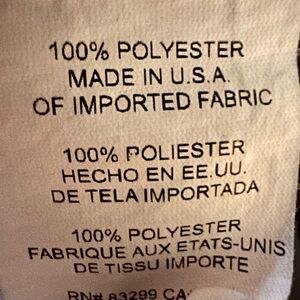 100% POLYESTER
MADE IN U.S.A.
OF IMPORTED FABRIC
100% POLIESTER
HECHO EN EE.UU.
DE TELA IMPORTADA
100% POLYESTER
FABRIQUE AUX ETATS-UNIS
DE TISSU IMPORTE
RN# 83299 CA